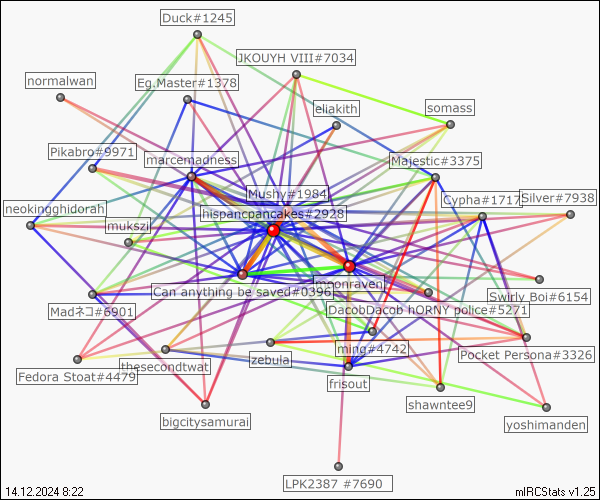 Duck#1245
JKOUYH VIII#7034
normalwan
Eg.Master#1378
eliakith
somass
Pikabro#9971
marcemadness
Majestic#3375
Mushy#1984
Cypha#1717
Silver#7938
neokingghidorah
hispancpancakes#2928
mukszi
moonravenj
Can anything be saved#0396
Swirly Boi#6154
Madネコ#6901
DacobDacob hORNY police#5271
ming#4742
Pocket Persona#3326
zebula
thesecondtwat
Fedora Stoat#4479
frisout
shawntee9
bigcitysamurai
yoshimanden
LPK2387 #7690
14.12.2024 8:22
mIRCStats v1.25